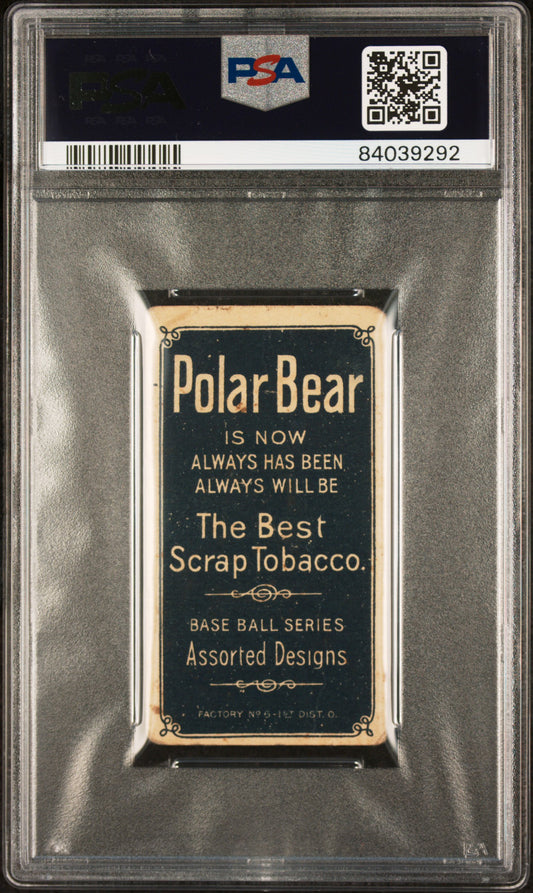 PSA
PSA
84039292
Polar Bear
IS NOW
ALWAYS HAS BEEN
ALWAYS WILL BE
The Best
Scrap Tobacco.
BASE BALL SERIES
Assorted Designs
FACTORY Nº 6-1ST DIST. O.